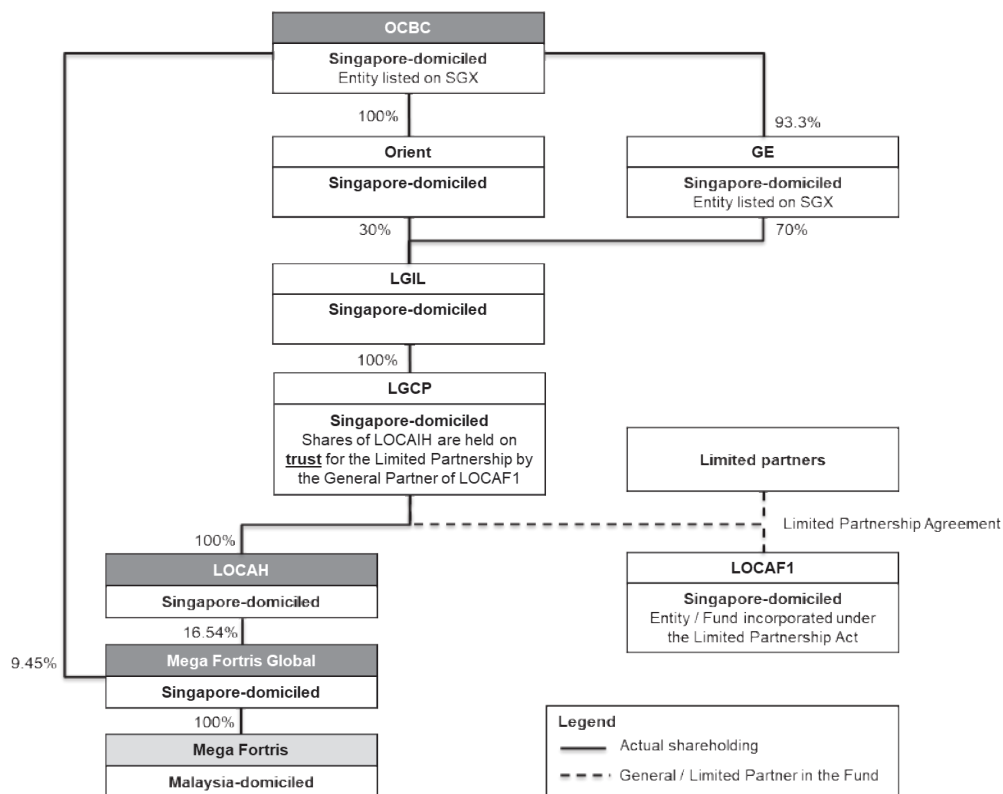 OCBC
Singapore-domiciled
Entity listed on SGX
100%
93.3%
Orient
Singapore-domiciled
GE
Singapore-domiciled
Entity listed on SGX
30%
70%
LGIL
Singapore-domiciled
100%
LGCP
Singapore-domiciled
Shares of LOCAIH are held on
trust for the Limited Partnership by
the General Partner of LOCAF1
Limited partners
Limited Partnership Agreement
100%
LOCAH
Singapore-domiciled
LOCAF1
Singapore-domiciled
Entity / Fund incorporated under
the Limited Partnership Act
16.54%
9.45%
Mega Fortris Global
Singapore-domiciled
100%
Mega Fortris
Malaysia-domiciled
Legend
Actual shareholding
General / Limited Partner in the Fund